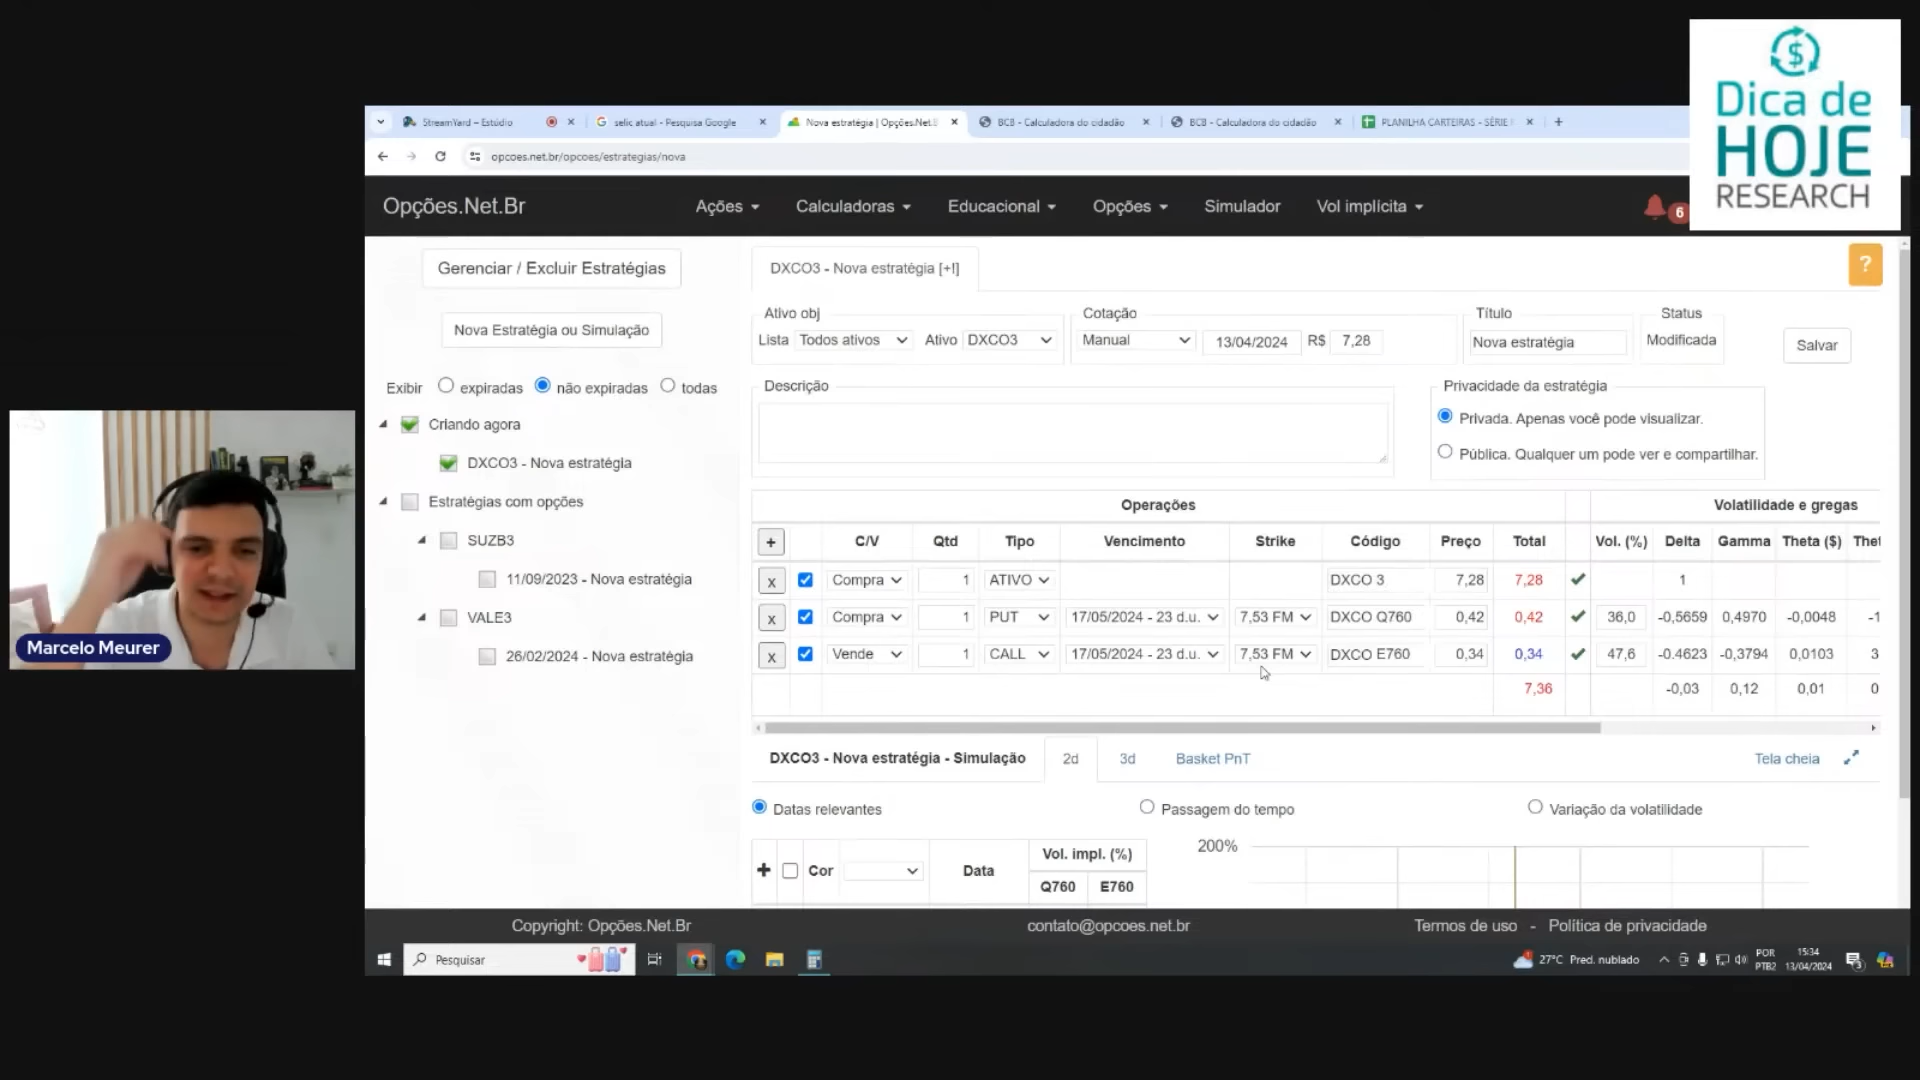 Dica de
HOJE
RESEARCH
StreamYard – Estúdio
selic atual - Pesquisa Google
Nova estratégia | Opções.Net.B
BCB - Calculadora do cidadão
BCB - Calculadora do cidadão
PLANILHA CARTEIRAS - SÉRIE
opcoes.net.br/opcoes/estrategias/nova
Opções.Net.Br
Ações
Calculadoras
Educacional
Opções
Simulador
Vol implícita
6
Gerenciar / Excluir Estratégias
Nova Estratégia ou Simulação
Exibir expiradas não expiradas todas
Criando agora
DXCO3 - Nova estratégia
Estratégias com opções
SUZB3
11/09/2023 - Nova estratégia
VALE3
26/02/2024 - Nova estratégia
DXCO3 - Nova estratégia [+!]
?
Ativo obj
Lista Todos ativos Ativo DXCO3
Cotação
Manual 13/04/2024 R$ 7,28
Título
Nova estratégia
Status
Modificada
Salvar
Descrição
Privacidade da estratégia
Privada. Apenas você pode visualizar.
Pública. Qualquer um pode ver e compartilhar.
Operações Volatilidade e gregas
+ C/V Qtd Tipo Vencimento Strike Código Preço Total Vol. (%) Delta Gamma Theta ($) Thet
x Compra 1 ATIVO DXCO 3 7,28 7,28 1
x Compra 1 PUT 17/05/2024 - 23 d.u. 7,53 FM DXCO Q760 0,42 0,42 36,0 -0,5659 0,4970 -0,0048 -1
x Vende 1 CALL 17/05/2024 - 23 d.u. 7,53 FM DXCO E760 0,34 0,34 47,6 -0.4623 -0,3794 0,0103 3
7,36 -0,03 0,12 0,01 0
DXCO3 - Nova estratégia - Simulação 2d 3d Basket PnT Tela cheia
Datas relevantes Passagem do tempo Variação da volatilidade
+ Cor Data Vol. impl. (%)
Q760 E760
200%
Copyright: Opções.Net.Br contato@opcoes.net.br Termos de uso - Política de privacidade
Pesquisar
27°C Pred. nublado
POR
PTB2
15:34
13/04/2024
3
Marcelo Meurer